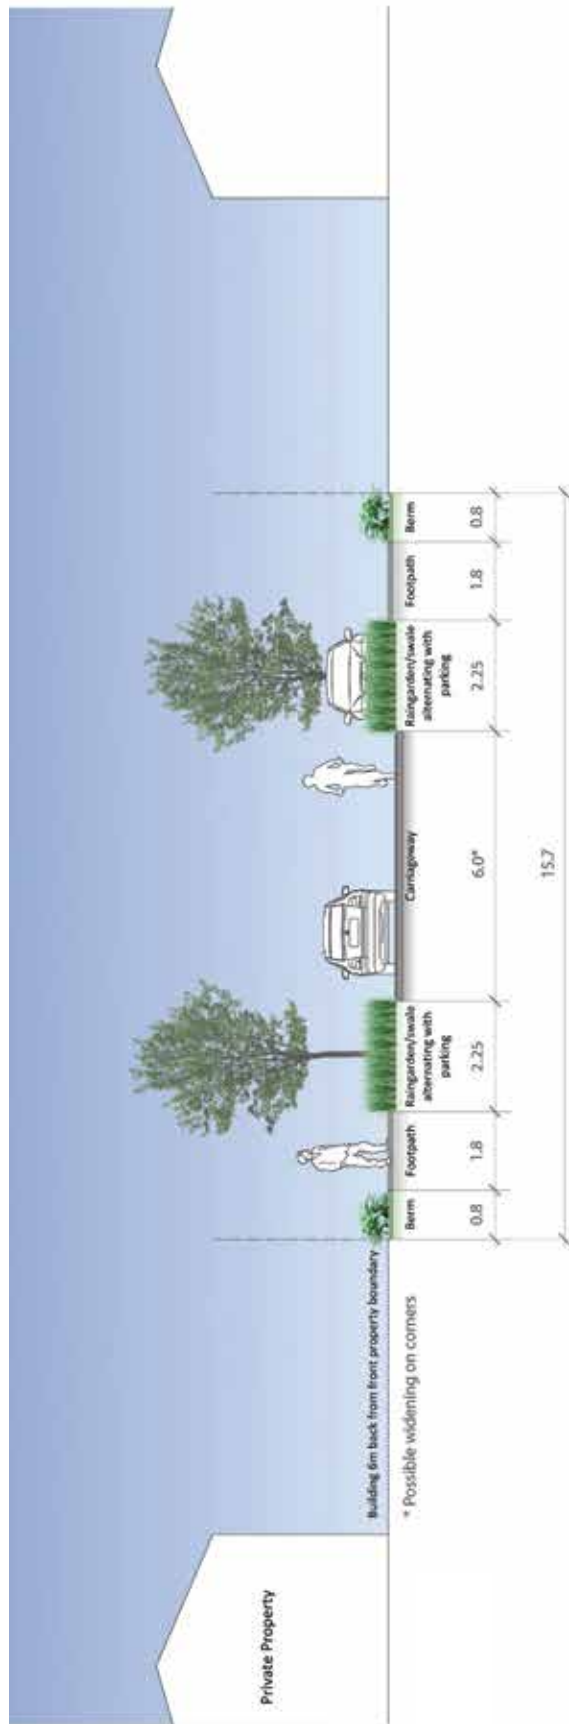 Private Property
Building 6m back from front property boundary
Berm
Footpath
Raingarden/swale
alternating with
parking
Carriageway
Raingarden/swale
alternating with
parking
Footpath
Berm
0.8
1.8
2.25
6.0*
2.25
1.8
0.8
15.7
* Possible widening on corners